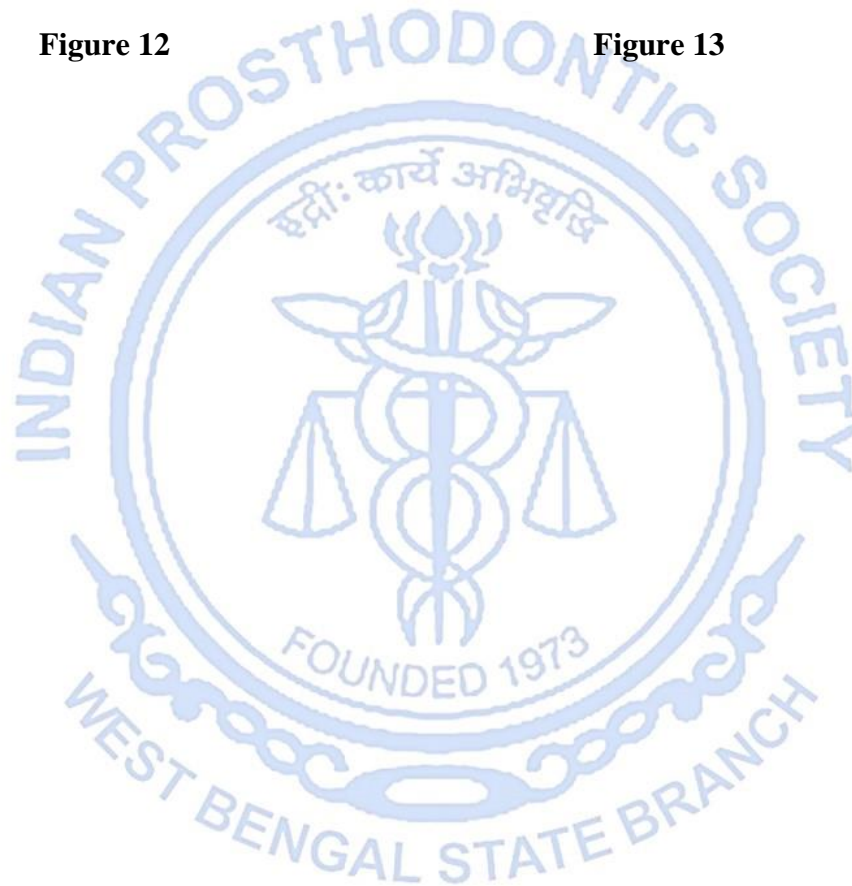 Figure 12 Figure 13
INDIAN PROSTHODONTIC SOCIETY
ह्रीः कार्ये अभिवृद्धि
FOUNDED 1973
WEST BENGAL STATE BRANCH